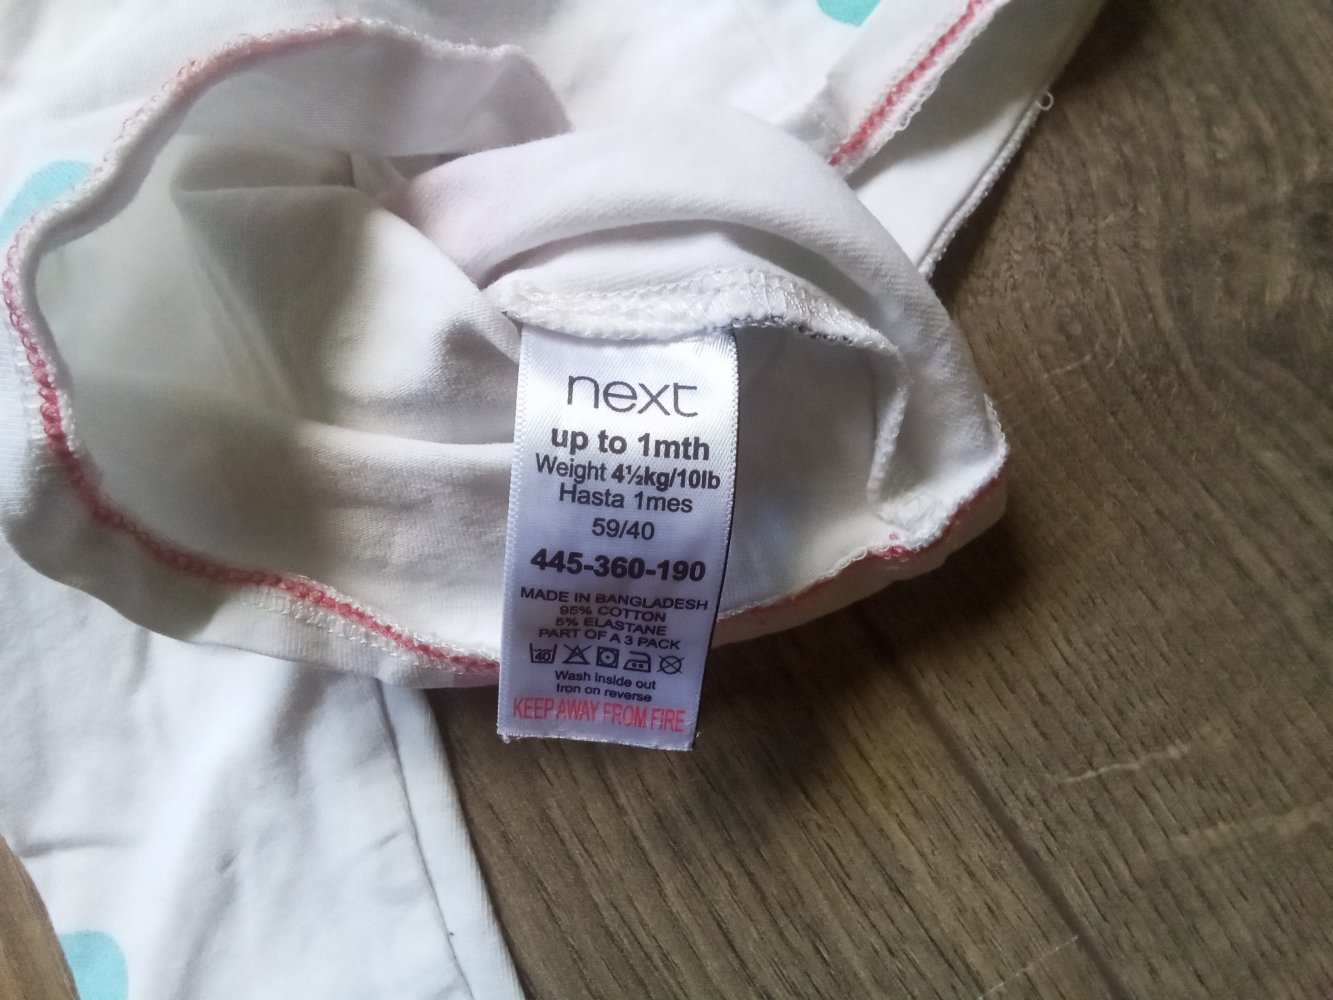 next
up to 1mth
Weight 4½kg/10lb
Hasta 1mes
59/40
445-360-190
MADE IN BANGLADESH
95% COTTON
5% ELASTANE
PART OF A 3 PACK
40
Wash inside out
Iron on reverse
KEEP AWAY FROM FIRE